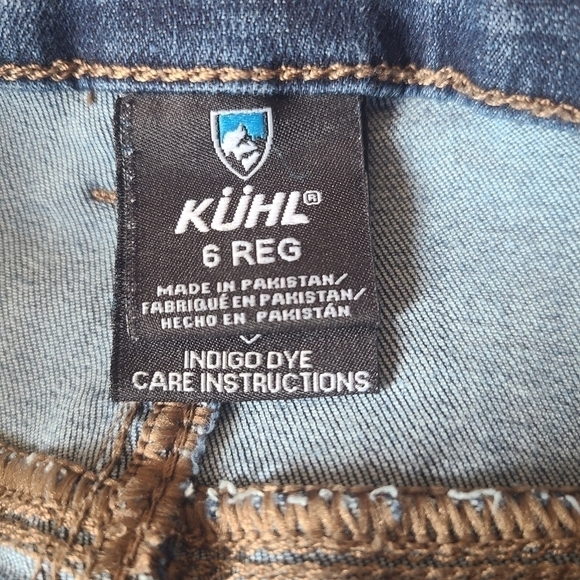 KÜHL®
6 REG
MADE IN PAKISTAN/
FABRIQUÉ EN PAKISTAN/
HECHO EN PAKISTÁN
INDIGO DYE
CARE INSTRUCTIONS